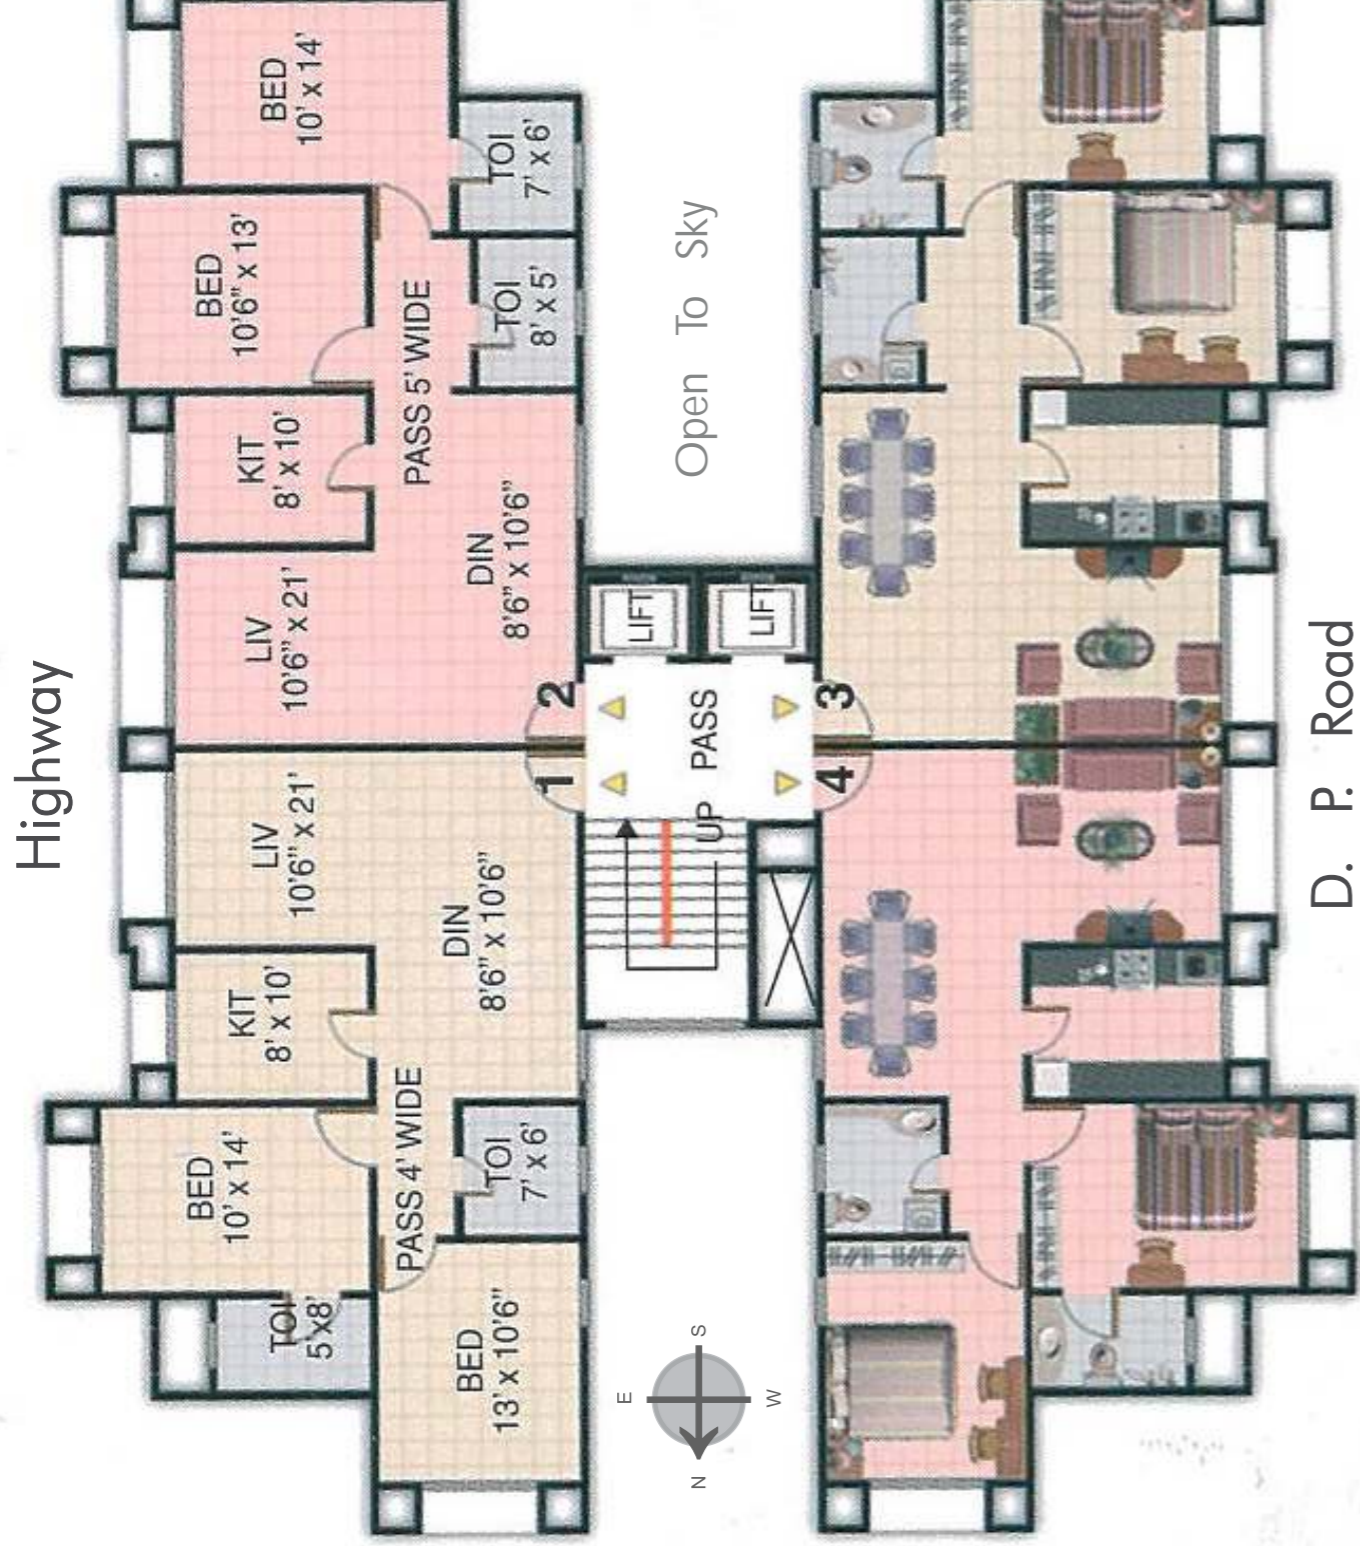 Highway
BED
10' x 14'
TOI
7' x 6'
BED
10'6" x 13'
TOI
8' x 5'
PASS 5' WIDE
KIT
8' x 10'
LIV
10'6" x 21'
DIN
8'6" x 10'6"
Open To Sky
LIFT
LIFT
2
3
1
4
PASS
UP
LIV
10'6" x 21'
DIN
8'6" x 10'6"
KIT
8' x 10'
BED
10' x 14'
PASS 4' WIDE
TOI
7' x 6'
TOI
5'x8'
BED
13' x 10'6"
E
S
N
W
D. P. Road